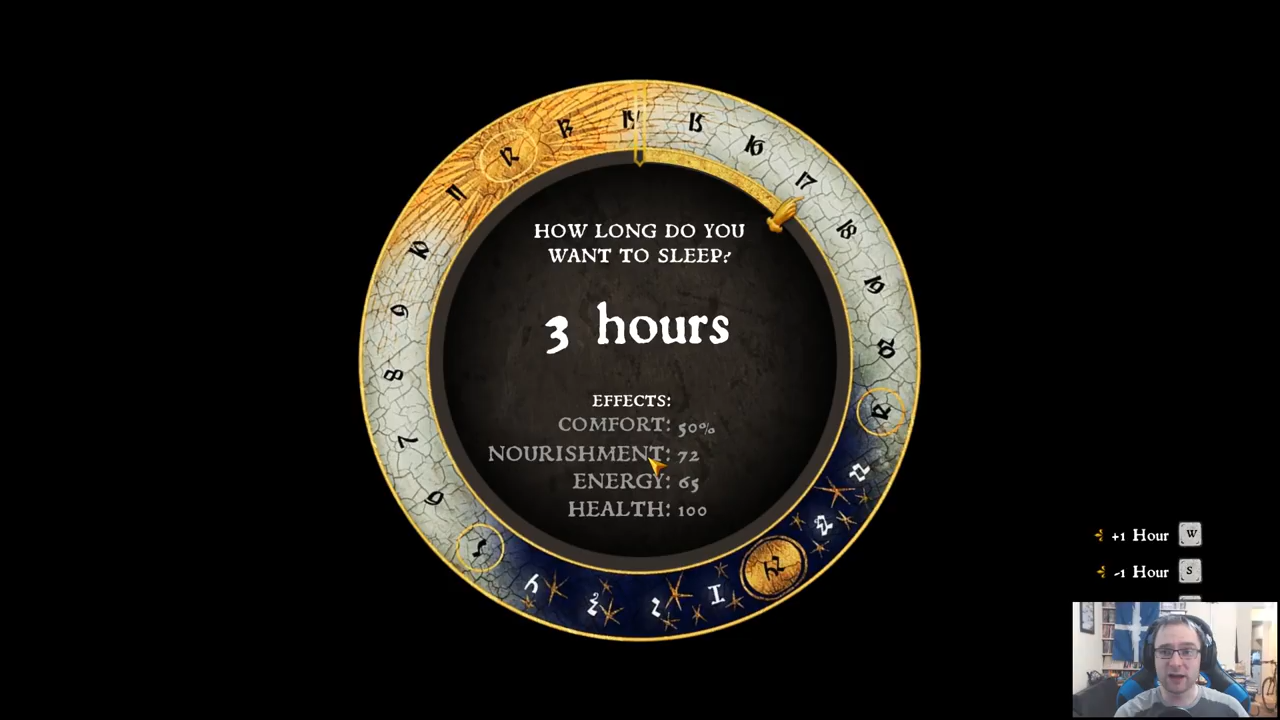 HOW LONG DO YOU
WANT TO SLEEP?
3 hours
EFFECTS:
COMFORT: 50%
NOURISHMENT: 72
ENERGY: 65
HEALTH: 100
+1 Hour W
-1 Hour S